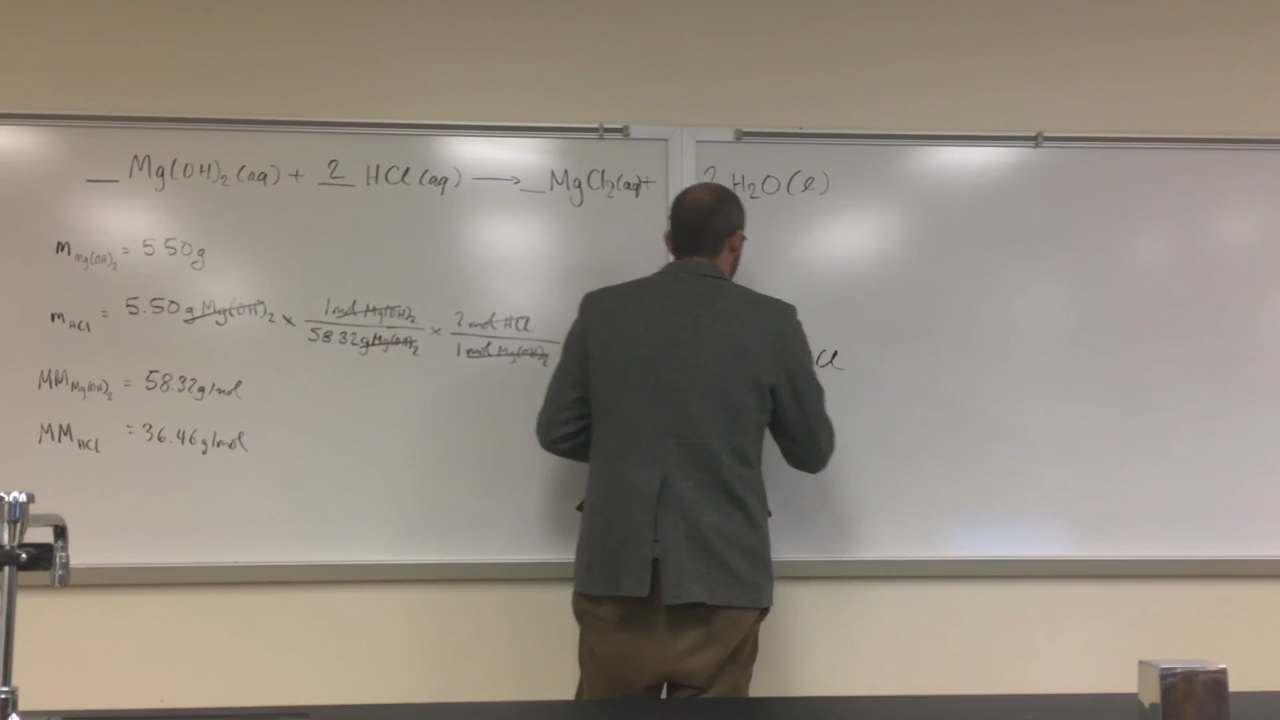 __ Mg(OH)₂(aq) + 2 HCl(aq) ⟶ __ MgCl₂(aq) + 2 H₂O(l)
m Mg(OH)₂ = 5.50g
m HCl = 5.50 g Mg(OH)₂ × 1 mol Mg(OH)₂ / 58.32 g Mg(OH)₂ × 2 mol HCl / 1 mol Mg(OH)₂
MM Mg(OH)₂ = 58.32 g/mol
MM HCl = 36.46 g/mol